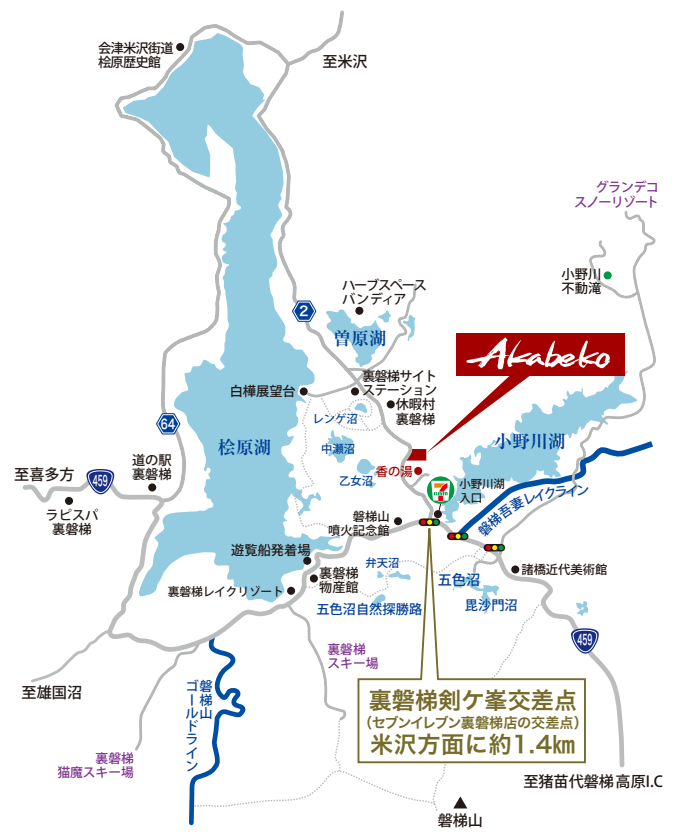 会津米沢街道
桧原歴史館
至米沢
グランデコ
スノーリゾート
小野川
不動滝
ハーブスペース
バンディア
2
曽原湖
Akabeko
裏磐梯サイト
ステーション
白樺展望台
休暇村
裏磐梯
レンゲ沼
64
桧原湖
中瀬沼
小野川湖
香の湯
乙女沼
7
ELEVEN
小野川湖
入口
至喜多方
459
道の駅
裏磐梯
ラビスパ
裏磐梯
磐梯山
噴火記念館
磐梯吾妻レイクライン
遊覧船発着場
弁天沼
裏磐梯
物産館
五色沼
諸橋近代美術館
裏磐梯レイクリゾート
五色沼自然探勝路
毘沙門沼
459
裏磐梯
スキー場
至雄国沼
磐梯山
ゴールドライン
裏磐梯剣ケ峯交差点
(セブンイレブン裏磐梯店の交差点)
米沢方面に約1.4km
裏磐梯
猫魔スキー場
至猪苗代磐梯高原I.C
磐梯山